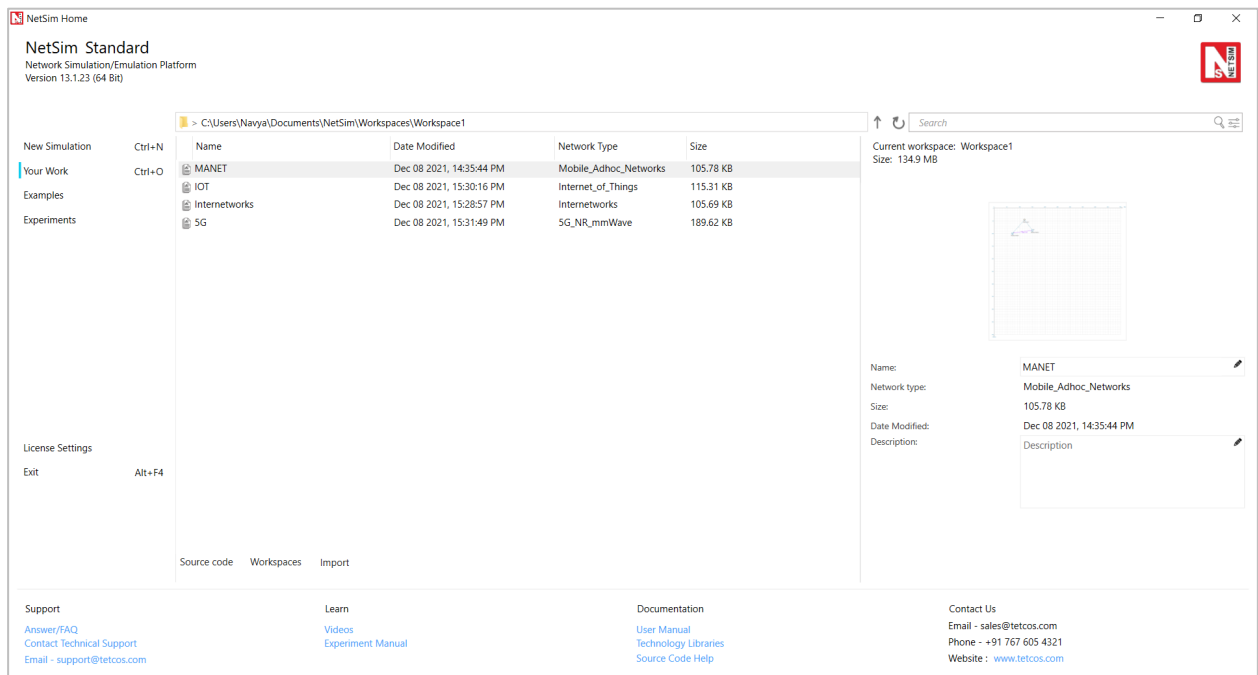 NetSim Home
NetSim Standard
Network Simulation/Emulation Platform
Version 13.1.23 (64 Bit)
NETSIM
> C:\Users\Navya\Documents\NetSim\Workspaces\Workspace1
Search
New Simulation Ctrl+N
Your Work Ctrl+O
Examples
Experiments
License Settings
Exit Alt+F4
Name Date Modified Network Type Size
MANET Dec 08 2021, 14:35:44 PM Mobile_Adhoc_Networks 105.78 KB
IOT Dec 08 2021, 15:30:16 PM Internet_of_Things 115.31 KB
Internetworks Dec 08 2021, 15:28:57 PM Internetworks 105.69 KB
5G Dec 08 2021, 15:31:49 PM 5G_NR_mmWave 189.62 KB
Source code Workspaces Import
Current workspace: Workspace1
Size: 134.9 MB
Name: MANET
Network type: Mobile_Adhoc_Networks
Size: 105.78 KB
Date Modified: Dec 08 2021, 14:35:44 PM
Description: Description
Support
Answer/FAQ
Contact Technical Support
Email - support@tetcos.com
Learn
Videos
Experiment Manual
Documentation
User Manual
Technology Libraries
Source Code Help
Contact Us
Email - sales@tetcos.com
Phone - +91 767 605 4321
Website : www.tetcos.com